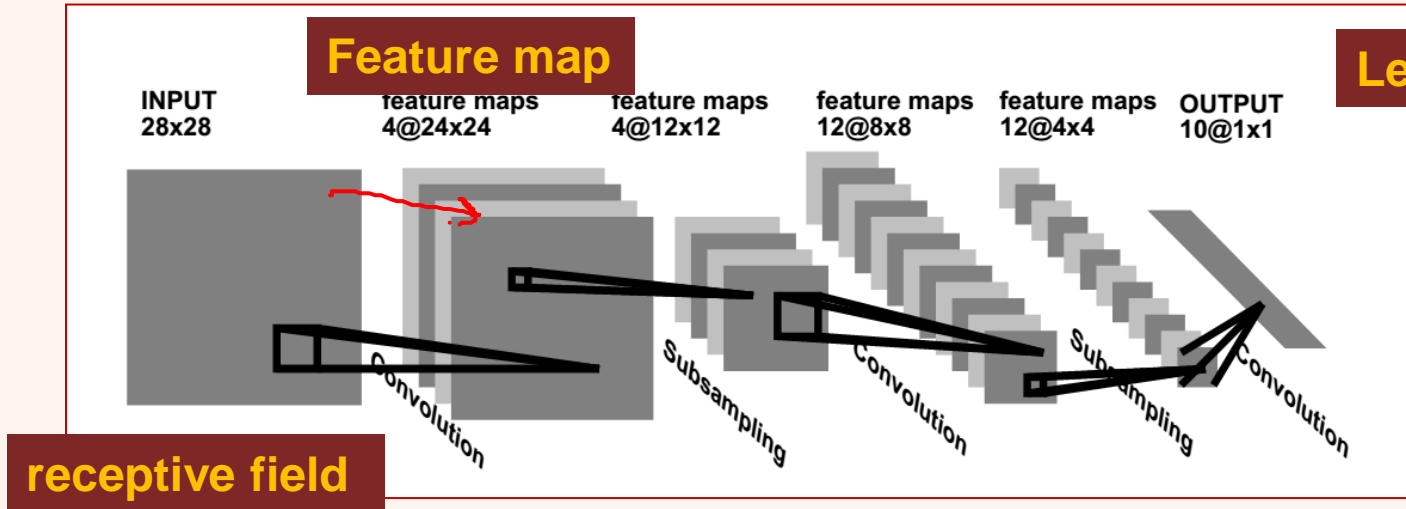 Feature map
Le
INPUT
28x28
feature maps
4@24x24
feature maps
4@12x12
feature maps
12@8x8
feature maps
12@4x4
OUTPUT
10@1x1
Convolution
Subsampling
Convolution
Subsampling
Convolution
receptive field